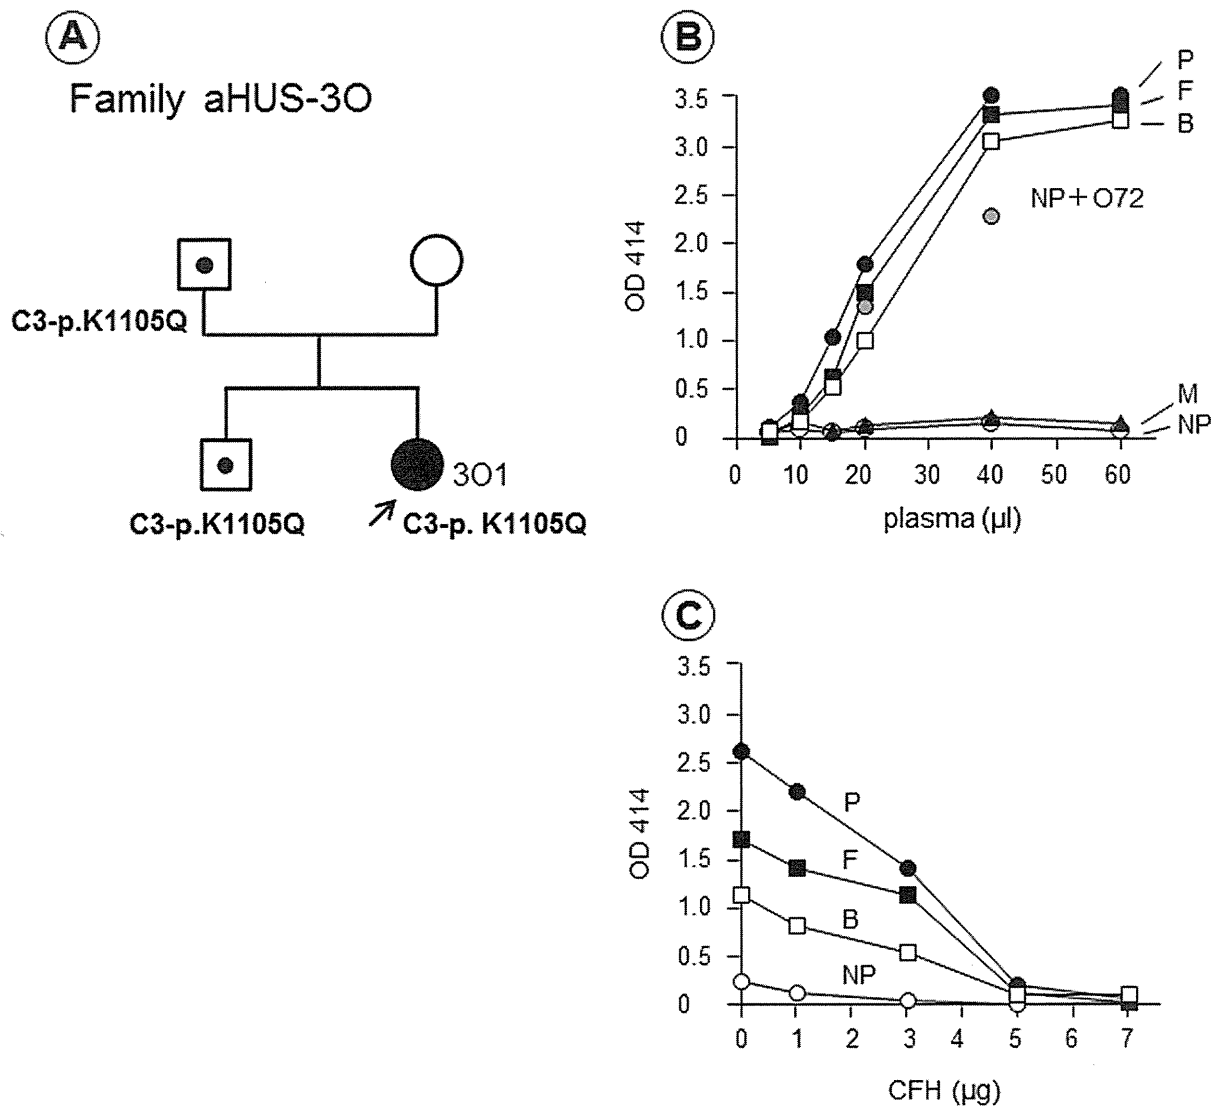 A
Family aHUS-3O
C3-p.K1105Q
3O1
C3-p.K1105Q
C3-p. K1105Q
B
OD 414
3.5
3.0
2.5
2.0
1.5
1.0
0.5
0
0 10 20 30 40 50 60
plasma (µl)
P
F
B
NP+O72
M
NP
C
OD 414
3.5
3.0
2.5
2.0
1.5
1.0
0.5
0
P
F
B
NP
0 1 2 3 4 5 6 7
CFH (µg)